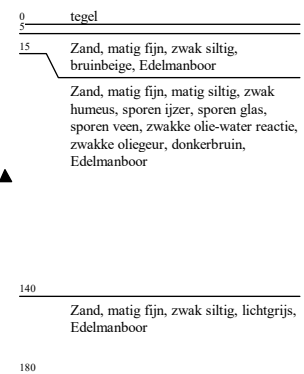 0 tegel
5
15 Zand, matig fijn, zwak siltig,
bruinbeige, Edelmanboor
Zand, matig fijn, matig siltig, zwak
humeus, sporen ijzer, sporen glas,
sporen veen, zwakke olie-water reactie,
zwakke oliegeur, donkerbruin,
Edelmanboor
140
Zand, matig fijn, zwak siltig, lichtgrijs,
Edelmanboor
180